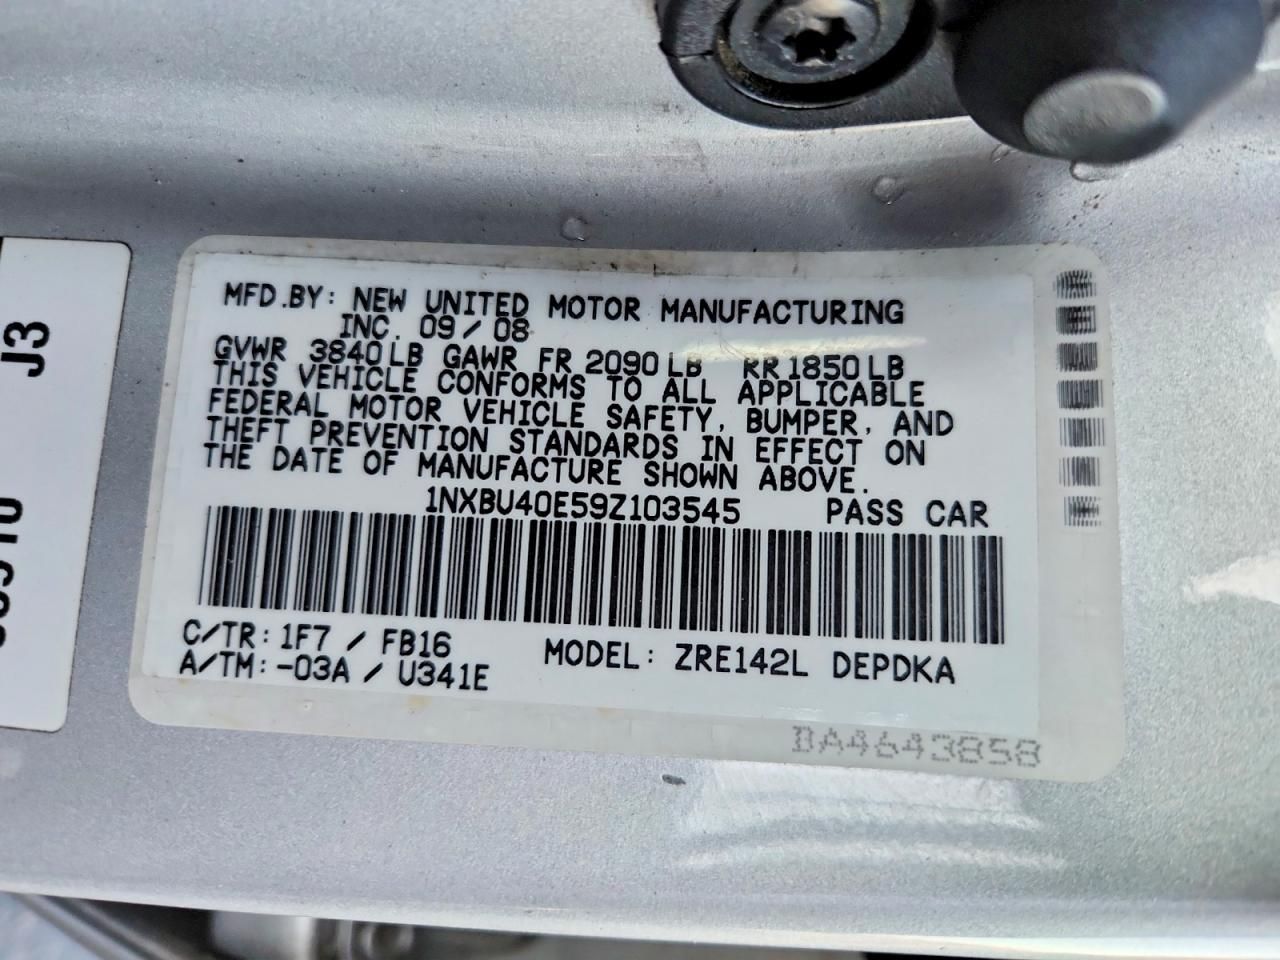 MFD.BY: NEW UNITED MOTOR MANUFACTURING
INC. 09/08
GVWR 3840LB GAWR FR 2090LB RR1850LB
THIS VEHICLE CONFORMS TO ALL APPLICABLE
FEDERAL MOTOR VEHICLE SAFETY, BUMPER, AND
THEFT PREVENTION STANDARDS IN EFFECT ON
THE DATE OF MANUFACTURE SHOWN ABOVE.
1NXBU40E59Z103545 PASS CAR
C/TR: 1F7 / FB16 MODEL: ZRE142L DEPDKA
A/TM: -03A / U341E
BA4643858
J3